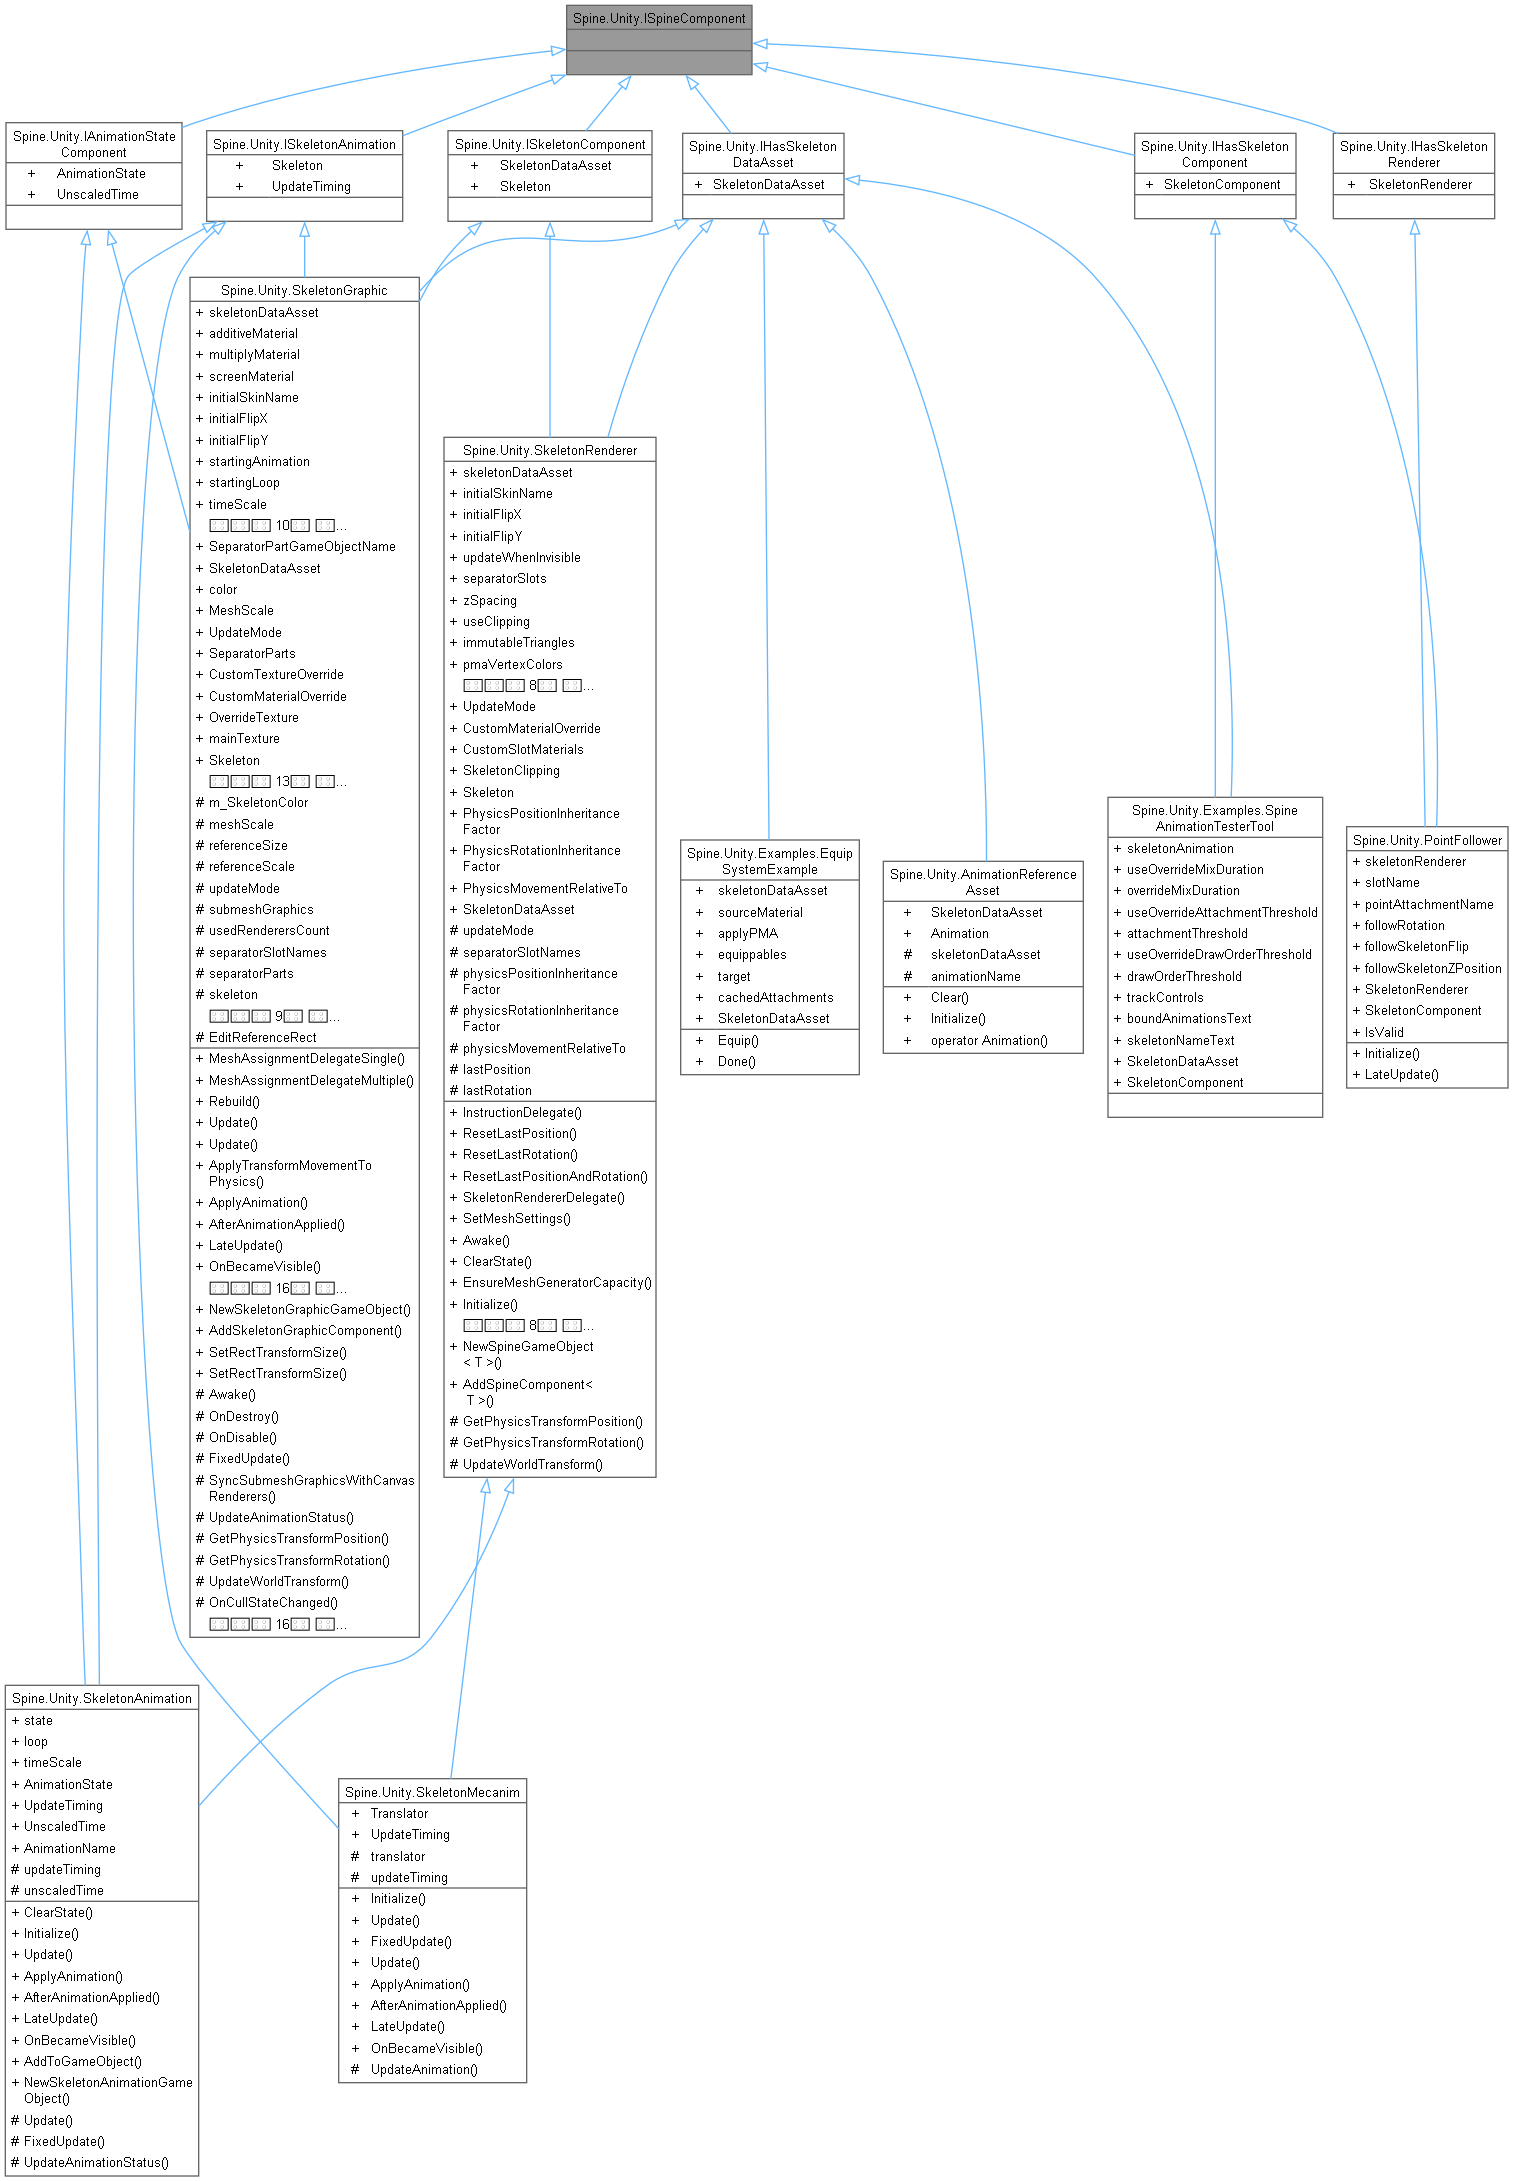 Spine.Unity.ISpineComponent
Spine.Unity.IAnimationState
Component
+ AnimationState
+ UnscaledTime
Spine.Unity.ISkeletonAnimation
+ Skeleton
+ UpdateTiming
Spine.Unity.ISkeletonComponent
+ SkeletonDataAsset
+ Skeleton
Spine.Unity.IHasSkeleton
DataAsset
+ SkeletonDataAsset
Spine.Unity.IHasSkeleton
Component
+ SkeletonComponent
Spine.Unity.IHasSkeleton
Renderer
+ SkeletonRenderer
Spine.Unity.SkeletonGraphic
+ skeletonDataAsset
+ additiveMaterial
+ multiplyMaterial
+ screenMaterial
+ initialSkinName
+ initialFlipX
+ initialFlipY
+ startingAnimation
+ startingLoop
+ timeScale
10 ...
+ SeparatorPartGameObjectName
+ SkeletonDataAsset
+ color
+ MeshScale
+ UpdateMode
+ SeparatorParts
+ CustomTextureOverride
+ CustomMaterialOverride
+ OverrideTexture
+ mainTexture
+ Skeleton
13 ...
# m_SkeletonColor
# meshScale
# referenceSize
# referenceScale
# updateMode
# submeshGraphics
# usedRenderersCount
# separatorSlotNames
# separatorParts
# skeleton
9 ...
# EditReferenceRect
+ MeshAssignmentDelegateSingle()
+ MeshAssignmentDelegateMultiple()
+ Rebuild()
+ Update()
+ Update()
+ ApplyTransformMovementTo
Physics()
+ ApplyAnimation()
+ AfterAnimationApplied()
+ LateUpdate()
+ OnBecameVisible()
16 ...
+ NewSkeletonGraphicGameObject()
+ AddSkeletonGraphicComponent()
+ SetRectTransformSize()
+ SetRectTransformSize()
# Awake()
# OnDestroy()
# OnDisable()
# FixedUpdate()
# SyncSubmeshGraphicsWithCanvas
Renderers()
# UpdateAnimationStatus()
# GetPhysicsTransformPosition()
# GetPhysicsTransformRotation()
# UpdateWorldTransform()
# OnCullStateChanged()
16 ...
Spine.Unity.SkeletonRenderer
+ skeletonDataAsset
+ initialSkinName
+ initialFlipX
+ initialFlipY
+ updateWhenInvisible
+ separatorSlots
+ zSpacing
+ useClipping
+ immutableTriangles
+ pmaVertexColors
8 ...
+ UpdateMode
+ CustomMaterialOverride
+ CustomSlotMaterials
+ SkeletonClipping
+ Skeleton
+ PhysicsPositionInheritance
Factor
+ PhysicsRotationInheritance
Factor
+ PhysicsMovementRelativeTo
+ SkeletonDataAsset
# updateMode
# separatorSlotNames
# physicsPositionInheritance
Factor
# physicsRotationInheritance
Factor
# physicsMovementRelativeTo
# lastPosition
# lastRotation
+ InstructionDelegate()
+ ResetLastPosition()
+ ResetLastRotation()
+ ResetLastPositionAndRotation()
+ SkeletonRendererDelegate()
+ SetMeshSettings()
+ Awake()
+ ClearState()
+ EnsureMeshGeneratorCapacity()
+ Initialize()
8 ...
+ NewSpineGameObject
< T >()
+ AddSpineComponent<
T >()
# GetPhysicsTransformPosition()
# GetPhysicsTransformRotation()
# UpdateWorldTransform()
Spine.Unity.Examples.Equip
SystemExample
+ skeletonDataAsset
+ sourceMaterial
+ applyPMA
+ equippables
+ target
+ cachedAttachments
+ SkeletonDataAsset
+ Equip()
+ Done()
Spine.Unity.AnimationReference
Asset
+ SkeletonDataAsset
+ Animation
# skeletonDataAsset
# animationName
+ Clear()
+ Initialize()
+ operator Animation()
Spine.Unity.Examples.Spine
AnimationTesterTool
+ skeletonAnimation
+ useOverrideMixDuration
+ overrideMixDuration
+ useOverrideAttachmentThreshold
+ attachmentThreshold
+ useOverrideDrawOrderThreshold
+ drawOrderThreshold
+ trackControls
+ boundAnimationsText
+ skeletonNameText
+ SkeletonDataAsset
+ SkeletonComponent
Spine.Unity.PointFollower
+ skeletonRenderer
+ slotName
+ pointAttachmentName
+ followRotation
+ followSkeletonFlip
+ followSkeletonZPosition
+ SkeletonRenderer
+ SkeletonComponent
+ IsValid
+ Initialize()
+ LateUpdate()
Spine.Unity.SkeletonAnimation
+ state
+ loop
+ timeScale
+ AnimationState
+ UpdateTiming
+ UnscaledTime
+ AnimationName
# updateTiming
# unscaledTime
+ ClearState()
+ Initialize()
+ Update()
+ ApplyAnimation()
+ AfterAnimationApplied()
+ LateUpdate()
+ OnBecameVisible()
+ AddToGameObject()
+ NewSkeletonAnimationGame
Object()
# Update()
# FixedUpdate()
# UpdateAnimationStatus()
Spine.Unity.SkeletonMecanim
+ Translator
+ UpdateTiming
# translator
# updateTiming
+ Initialize()
+ Update()
+ FixedUpdate()
+ Update()
+ ApplyAnimation()
+ AfterAnimationApplied()
+ LateUpdate()
+ OnBecameVisible()
# UpdateAnimation()